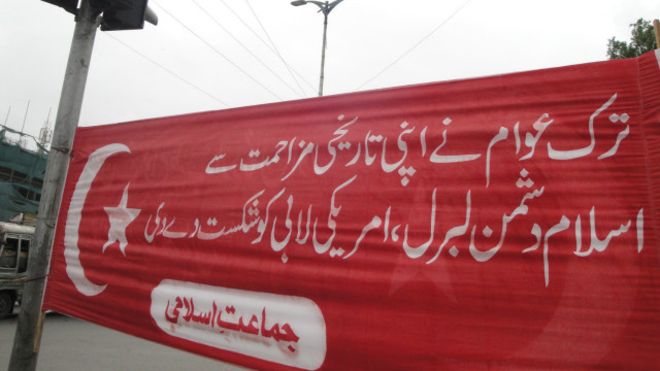 ترک عوام نے اپنی تاریخی مزاحمت سے
اسلام دشمن لبرل، امریکی لابی کو شکست دے دی
جماعت اسلامی